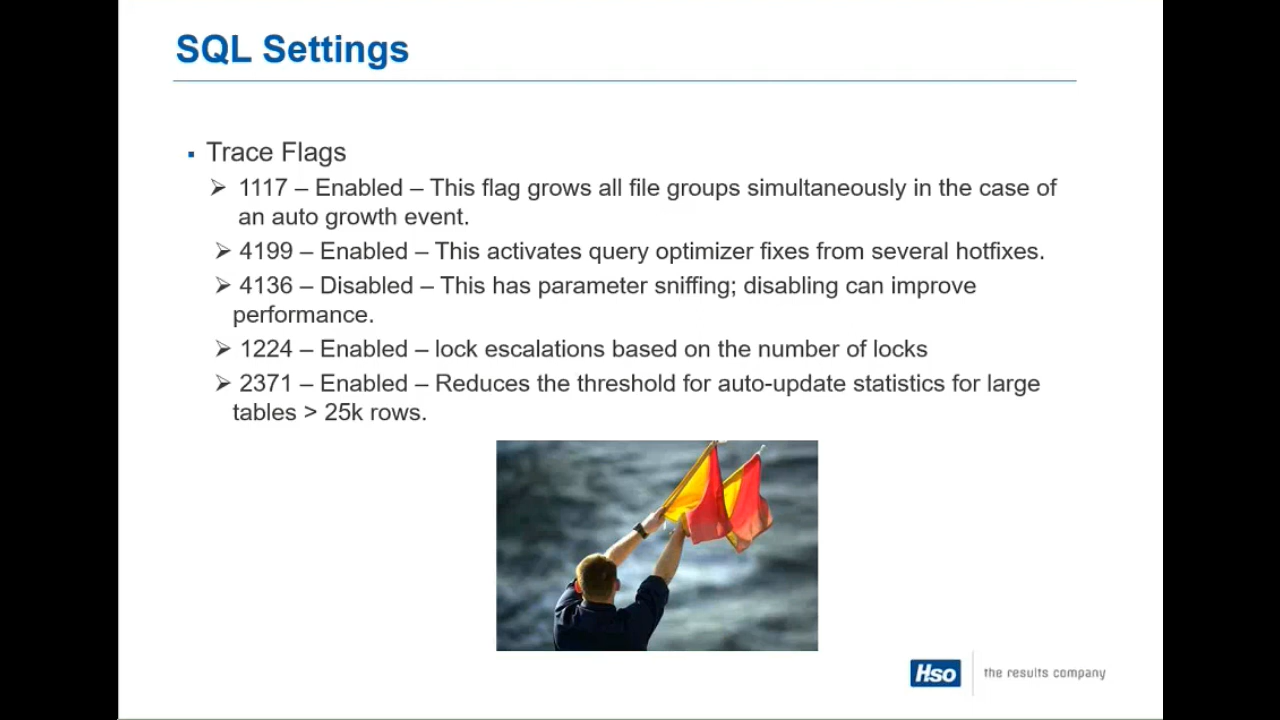 SQL Settings
Trace Flags
1117 – Enabled – This flag grows all file groups simultaneously in the case of
an auto growth event.
4199 – Enabled – This activates query optimizer fixes from several hotfixes.
4136 – Disabled – This has parameter sniffing; disabling can improve
performance.
1224 – Enabled – lock escalations based on the number of locks
2371 – Enabled – Reduces the threshold for auto-update statistics for large
tables > 25k rows.
Hso the results company